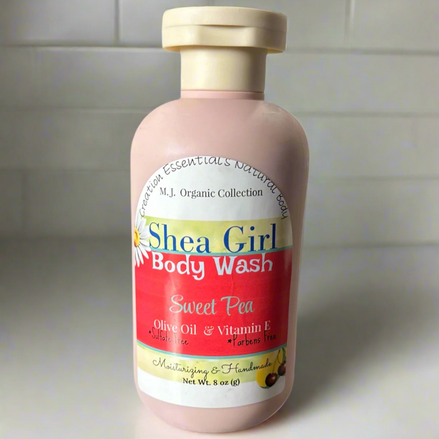 Creation Essential's Natural Body
M.J. Organic Collection
Shea Girl
Body Wash
Sweet Pea
Olive Oil & Vitamin E
*Sulfate Free *Parbens Free
Moisturizing & Handmade
Net Wt. 8 oz (g)